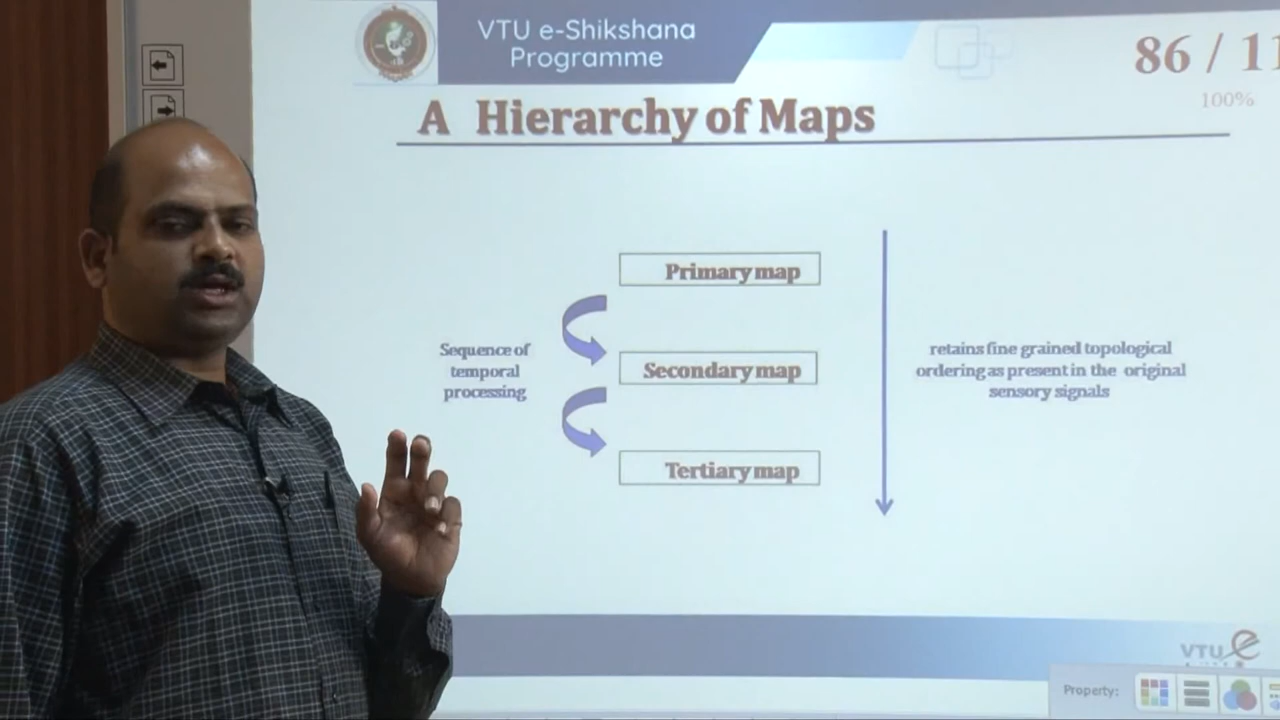 VTU e-Shikshana
Programme
86 / 11
100%
A Hierarchy of Maps
Primary map
Sequence of
temporal
processing
Secondary map
retains fine grained topological
ordering as present in the original
sensory signals
Tertiary map
VTU e
Property: